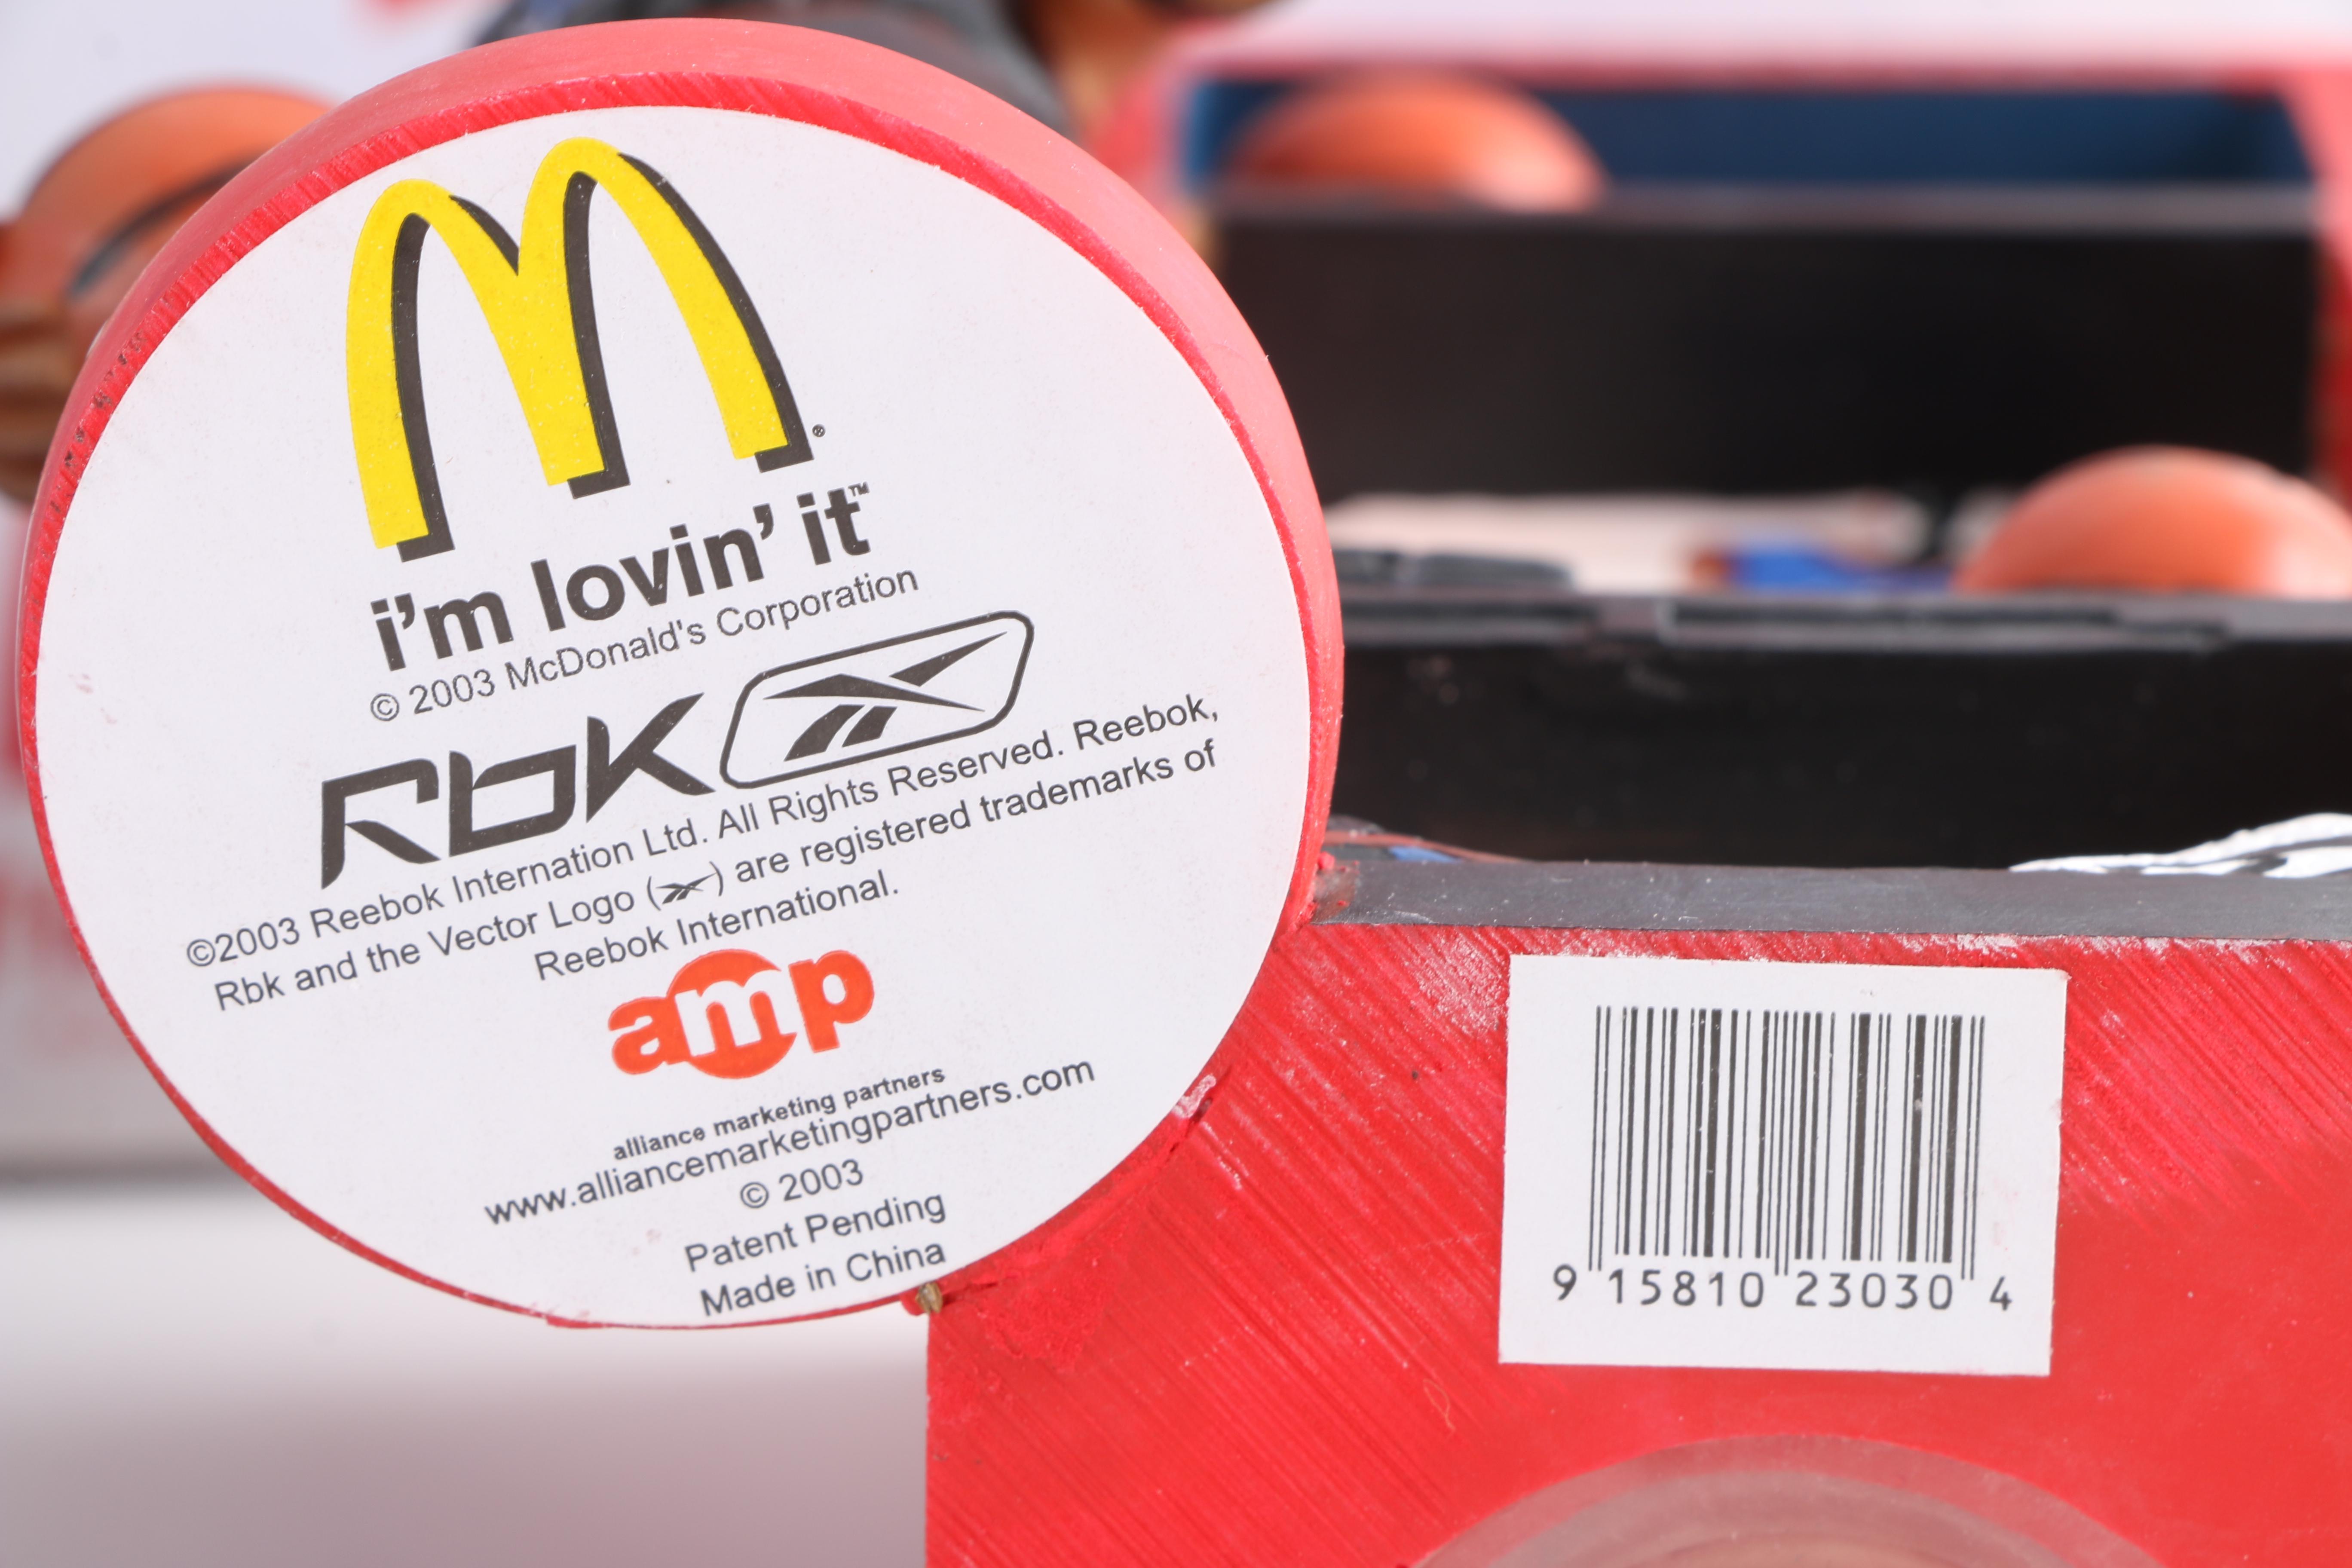 i'm lovin' it™
© 2003 McDonald's Corporation
Rbk
©2003 Reebok Internation Ltd. All Rights Reserved. Reebok,
Rbk and the Vector Logo ( ) are registered trademarks of
Reebok International.
amp
alliance marketing partners
www.alliancemarketingpartners.com
© 2003
Patent Pending
Made in China
9 15810 23030 4